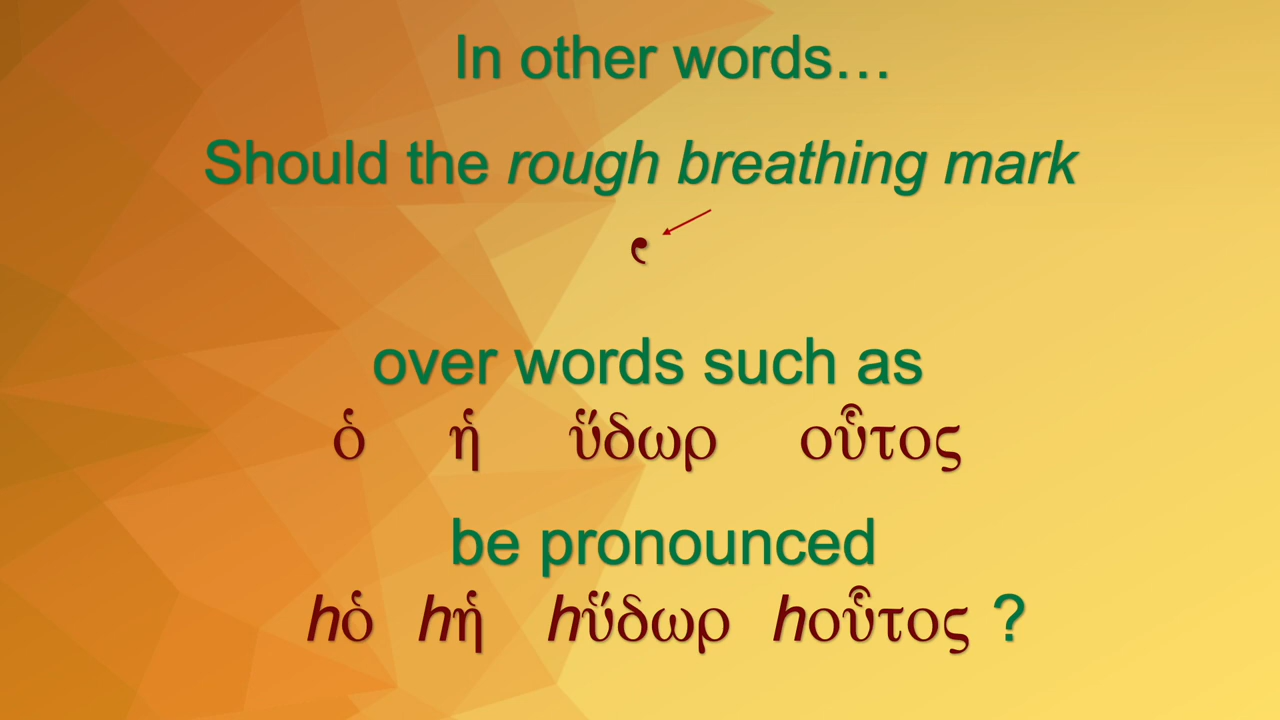 In other words…
Should the rough breathing mark
῾
over words such as
ὁ ἡ ὕδωρ οὗτος
be pronounced
hὁ hἡ hὕδωρ hοὗτος ?